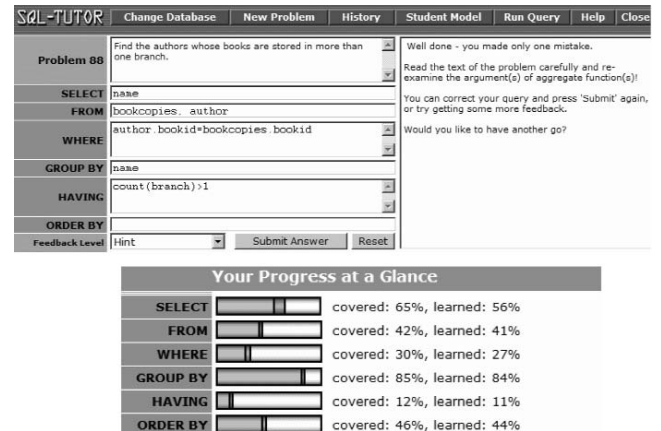 SQL-TUTOR Change Database New Problem History Student Model Run Query Help Close
Problem 88
Find the authors whose books are stored in more than
one branch.
SELECT name
FROM bookcopies, author
WHERE author.bookid=bookcopies.bookid
GROUP BY name
HAVING count(branch)>1
ORDER BY
Feedback Level Hint Submit Answer Reset
Well done - you made only one mistake.
Read the text of the problem carefully and re-
examine the argument(s) of aggregate function(s)!
You can correct your query and press 'Submit' again,
or try getting some more feedback.
Would you like to have another go?
Your Progress at a Glance
SELECT covered: 65%, learned: 56%
FROM covered: 42%, learned: 41%
WHERE covered: 30%, learned: 27%
GROUP BY covered: 85%, learned: 84%
HAVING covered: 12%, learned: 11%
ORDER BY covered: 46%, learned: 44%